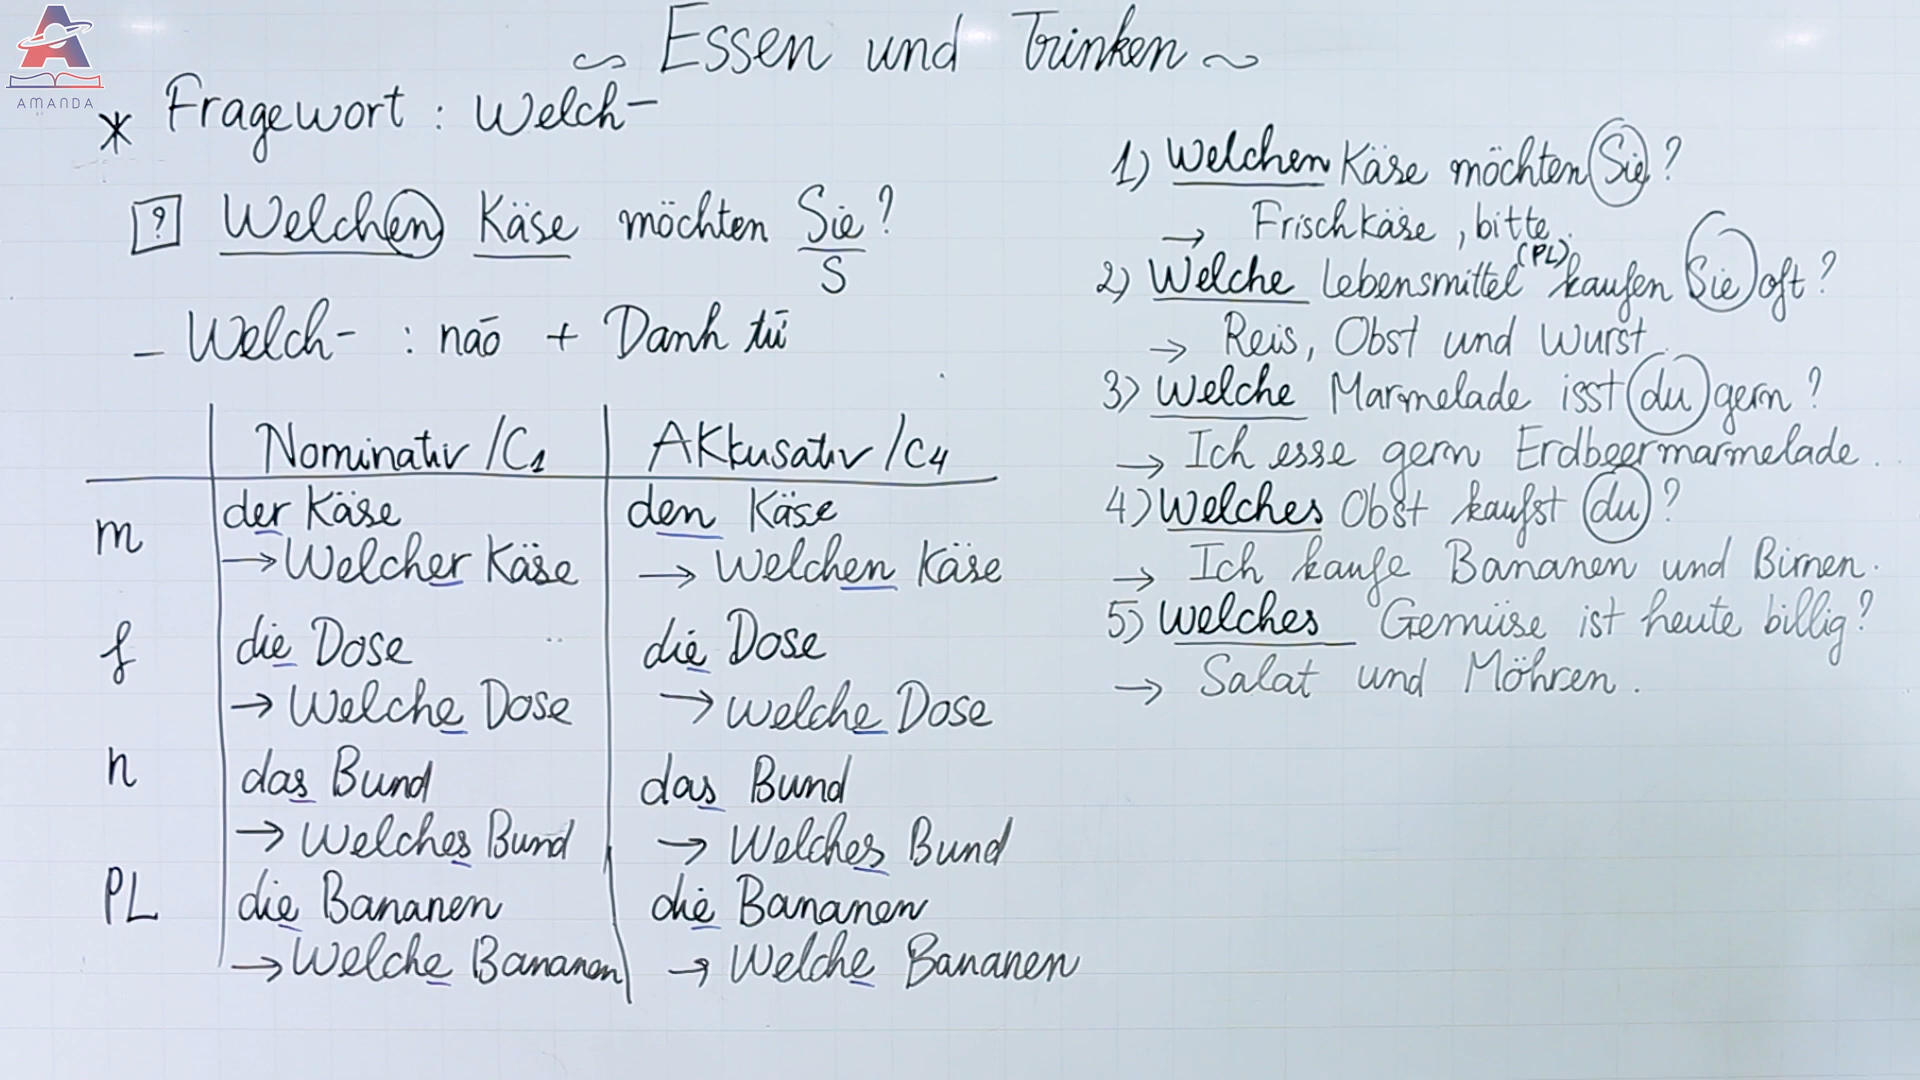 AMANDA
~ Essen und Trinken ~
* Fragewort : Welch-
? Welchen Käse möchten Sie?
S
- Welch- : nào + Danh từ
Nominativ /C1 Akkusativ /C4
m der Käse den Käse
→ Welcher Käse → Welchen Käse
f die Dose die Dose
→ Welche Dose → Welche Dose
n das Bund das Bund
→ Welches Bund → Welches Bund
PL die Bananen die Bananen
→ Welche Bananen → Welche Bananen
1) Welchen Käse möchten Sie?
→ Frischkäse, bitte.
2) Welche Lebensmittel (PL) kaufen Sie oft?
→ Reis, Obst und Wurst.
3) Welche Marmelade isst du gern?
→ Ich esse gern Erdbeermarmelade.
4) Welches Obst kaufst du?
→ Ich kaufe Bananen und Birnen.
5) Welches Gemüse ist heute billig?
→ Salat und Möhren.